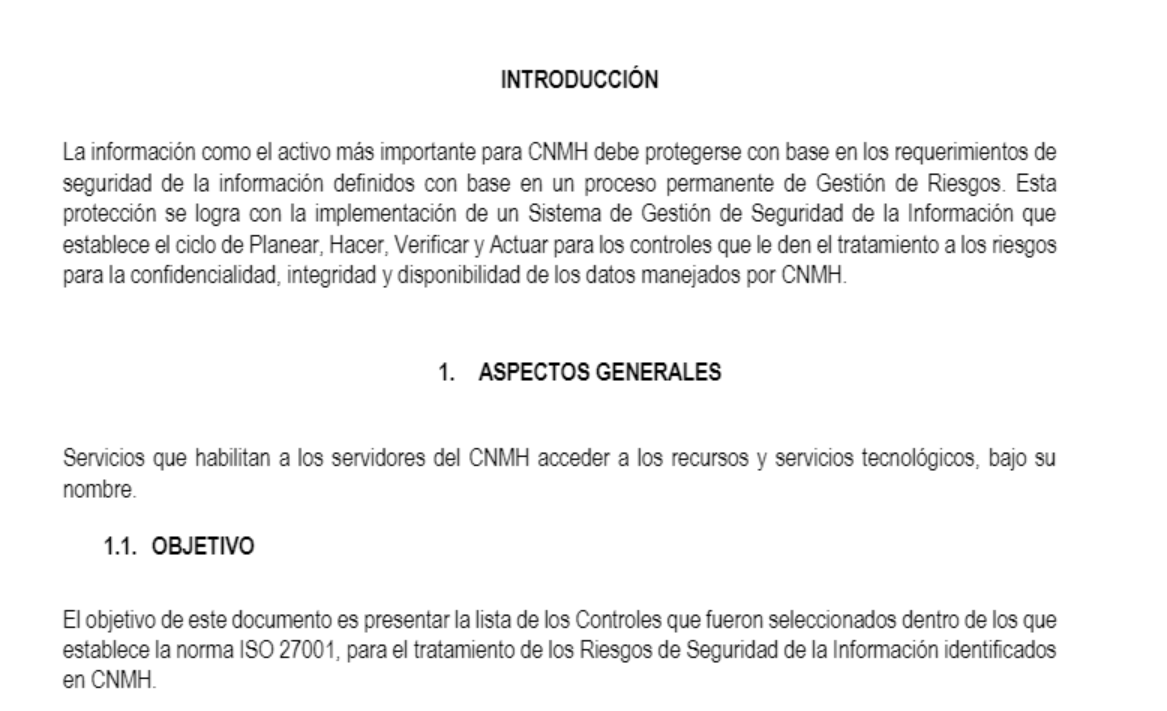 INTRODUCCIÓN
La información como el activo más importante para CNMH debe protegerse con base en los requerimientos de
seguridad de la información definidos con base en un proceso permanente de Gestión de Riesgos. Esta
protección se logra con la implementación de un Sistema de Gestión de Seguridad de la Información que
establece el ciclo de Planear, Hacer, Verificar y Actuar para los controles que le den el tratamiento a los riesgos
para la confidencialidad, integridad y disponibilidad de los datos manejados por CNMH.
1. ASPECTOS GENERALES
Servicios que habilitan a los servidores del CNMH acceder a los recursos y servicios tecnológicos, bajo su
nombre.
1.1. OBJETIVO
El objetivo de este documento es presentar la lista de los Controles que fueron seleccionados dentro de los que
establece la norma ISO 27001, para el tratamiento de los Riesgos de Seguridad de la Información identificados
en CNMH.